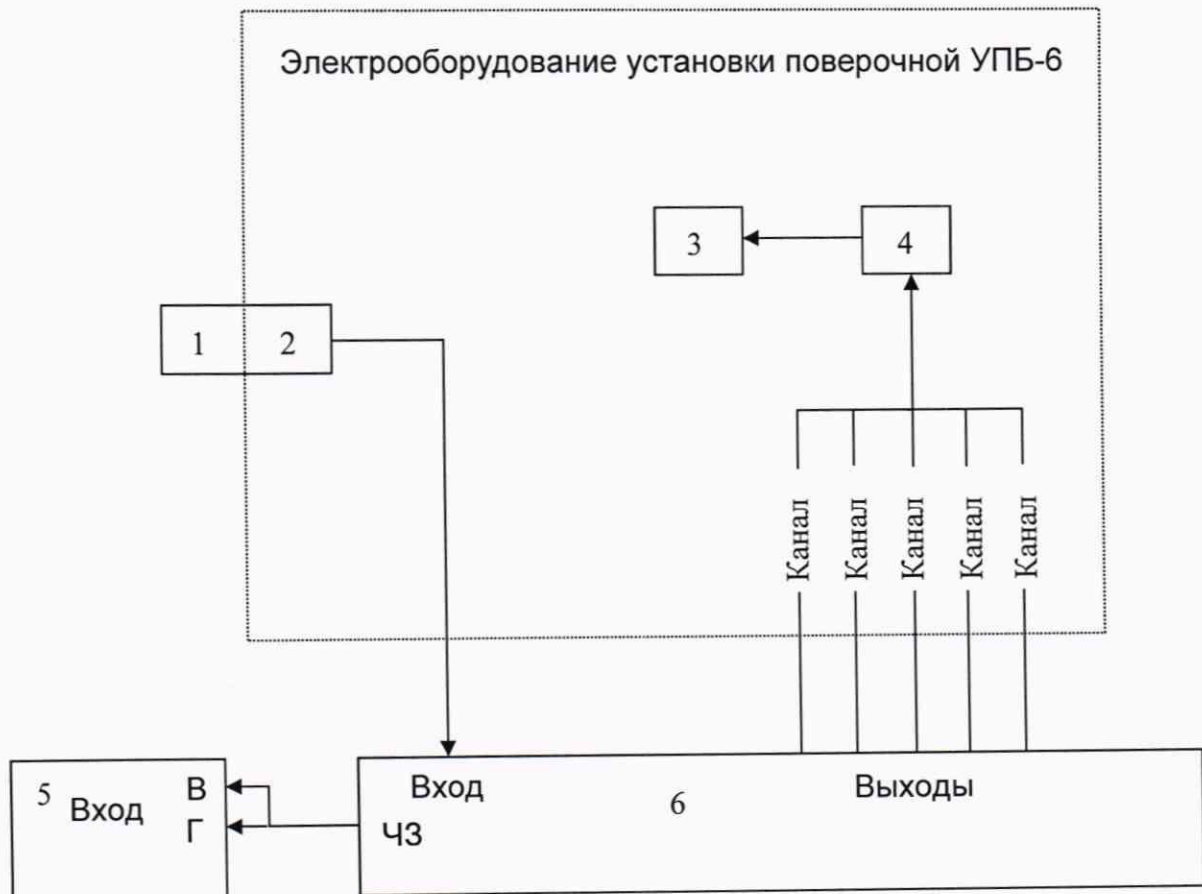 Электрооборудование установки поверочной УПБ-6
3
4
1
2
Канал
Канал
Канал
Канал
Канал
5
Вход
В
Г
Вход
ЧЗ
6
Выходы